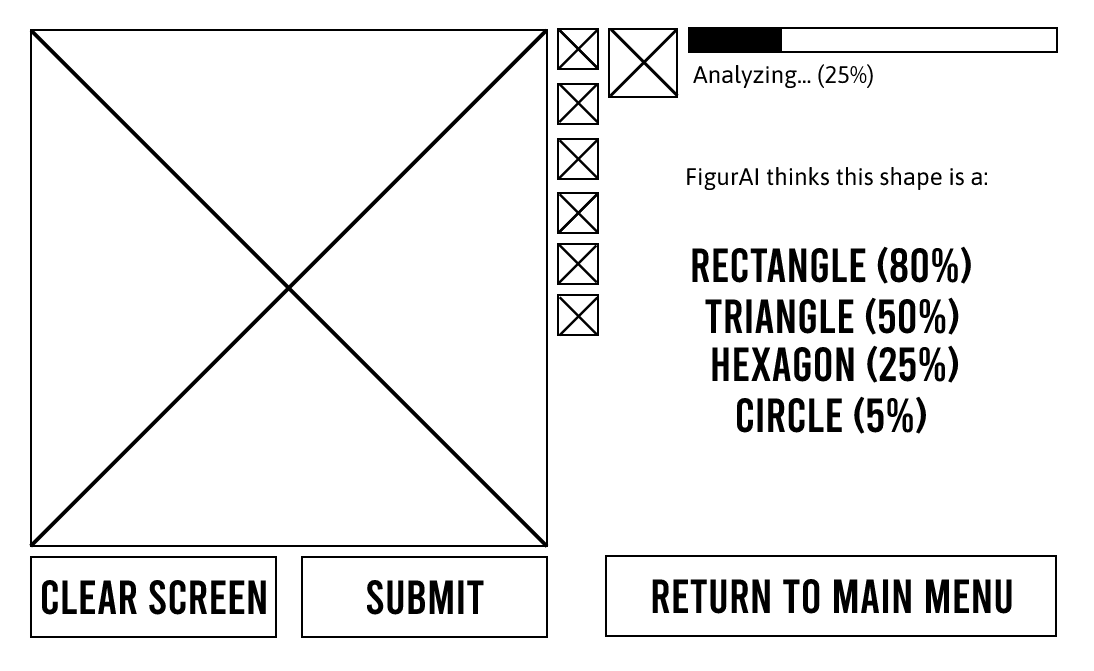 Analyzing... (25%)
FigurAI thinks this shape is a:
RECTANGLE (80%)
TRIANGLE (50%)
HEXAGON (25%)
CIRCLE (5%)
CLEAR SCREEN
SUBMIT
RETURN TO MAIN MENU